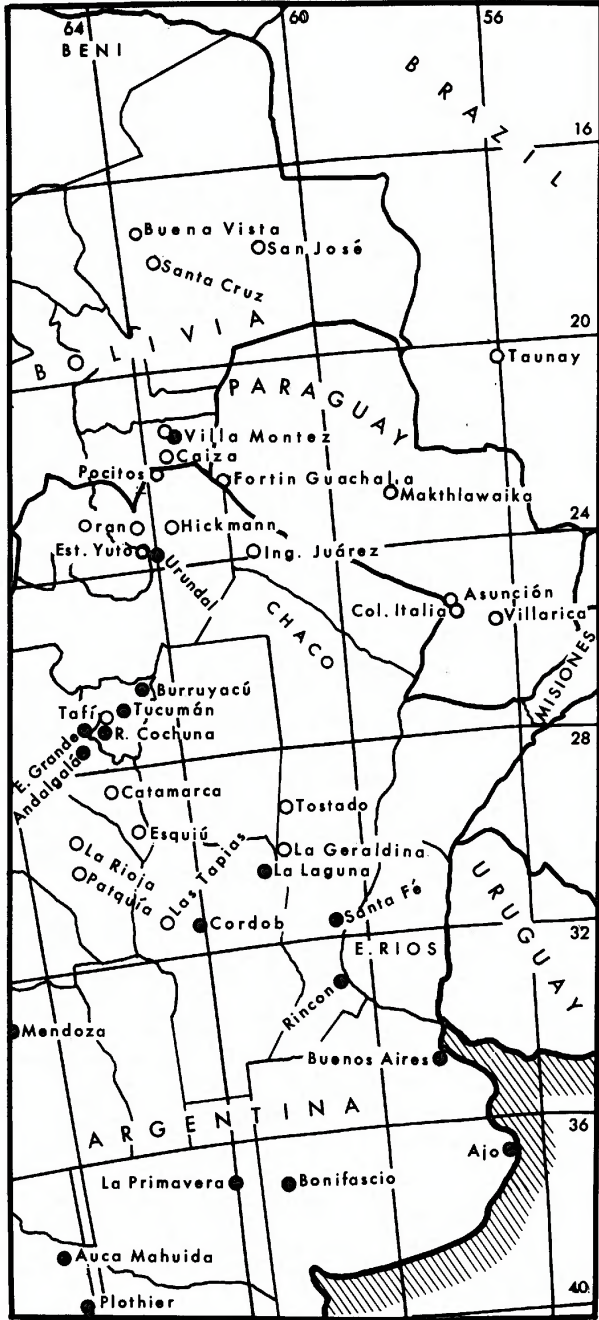 64
60
56
BENI
BRAZIL
16
Buena Vista
San José
Santa Cruz
BOLIVIA
20
Taunay
PARAGUAY
Villa Montez
Caiza
Pocitos
Fortin Guachalla
Makthlawaika
24
Oran
Hickmann
Est. Yuto
Urundal
Ing. Juárez
CHACO
Asunción
Col. Italia
Villarica
MISIONES
Burruyacú
Tafí
Tucumán
R. Cochuna
E. Grande
Andalgalá
28
Catamarca
Tostado
Esquiú
La Rioja
Patquía
Las Tapias
La Geraldina
La Laguna
Cordob
Santa Fé
URUGUAY
32
E. RIOS
Rincon
Mendoza
Buenos Aires
ARGENTINA
36
Ajo
La Primavera
Bonifascio
Auca Mahuida
Plothier
40